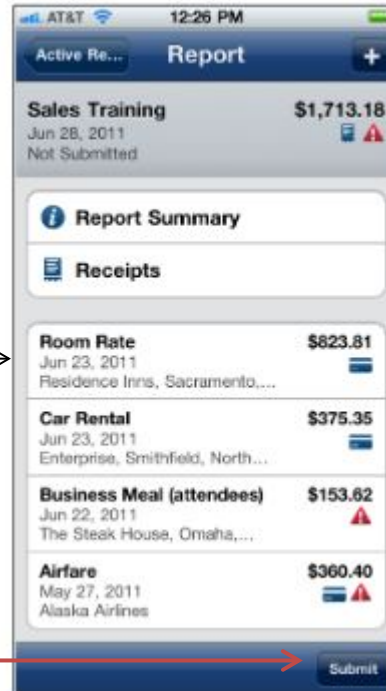 AT&T 12:26 PM
Active Re... Report +
Sales Training $1,713.18
Jun 28, 2011
Not Submitted
Report Summary
Receipts
Room Rate $823.81
Jun 23, 2011
Residence Inns, Sacramento,...
Car Rental $375.35
Jun 23, 2011
Enterprise, Smithfield, North...
Business Meal (attendees) $153.62
Jun 22, 2011
The Steak House, Omaha,...
Airfare $360.40
May 27, 2011
Alaska Airlines
Submit